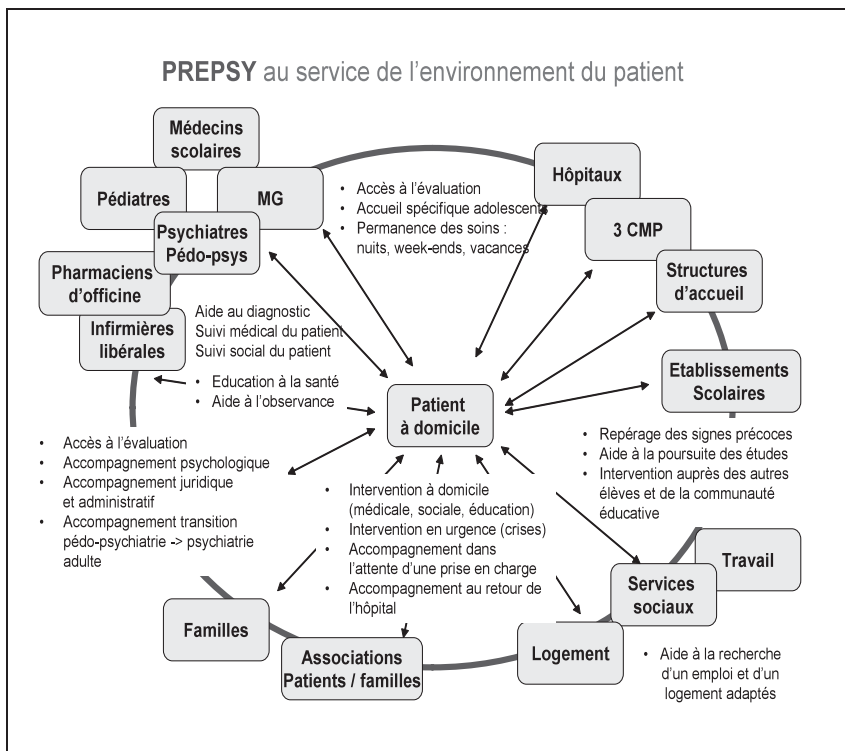 PREPSY au service de l'environnement du patient
Médecins
scolaires
Pédiatres
MG
Psychiatres
Pédo-psys
Pharmaciens
d'officine
Infirmières
libérales
• Accès à l'évaluation
• Accueil spécifique adolescents
• Permanence des soins :
nuits, week-ends, vacances
Hôpitaux
3 CMP
Structures
d'accueil
Etablissements
Scolaires
Aide au diagnostic
Suivi médical du patient
Suivi social du patient
• Education à la santé
• Aide à l'observance
Patient
à domicile
• Repérage des signes précoces
• Aide à la poursuite des études
• Intervention auprès des autres
élèves et de la communauté
éducative
• Accès à l'évaluation
• Accompagnement psychologique
• Accompagnement juridique
et administratif
• Accompagnement transition
pédo-psychiatrie -> psychiatrie
adulte
• Intervention à domicile
(médicale, sociale, éducation)
• Intervention en urgence (crises)
• Accompagnement dans
l'attente d'une prise en charge
• Accompagnement au retour de
l'hôpital
Travail
Services
sociaux
Familles
Associations
Patients / familles
Logement
• Aide à la recherche
d'un emploi et d'un
logement adaptés